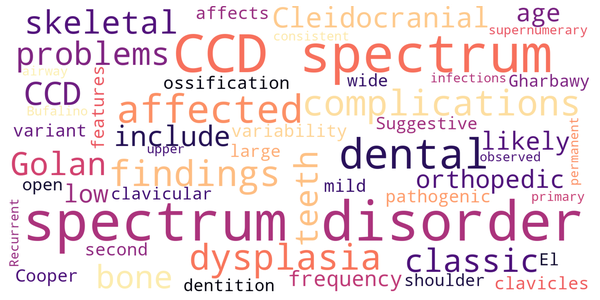 skeletal affects Cleidocranial age
supernumerary
problems CCD spectrum
consistent
airway
CCD ossification wide infections Gharbawy
bufalino
features affected complications
variant include variability Suggestive likely permanent
upper large dental observed
Golan findings teeth orthopedic
open low clavicular mild pathogenic primary
Recurrent spectrum disorder
second dysplasia classic El
Cooper bone dentition frequency shoulder clavicles